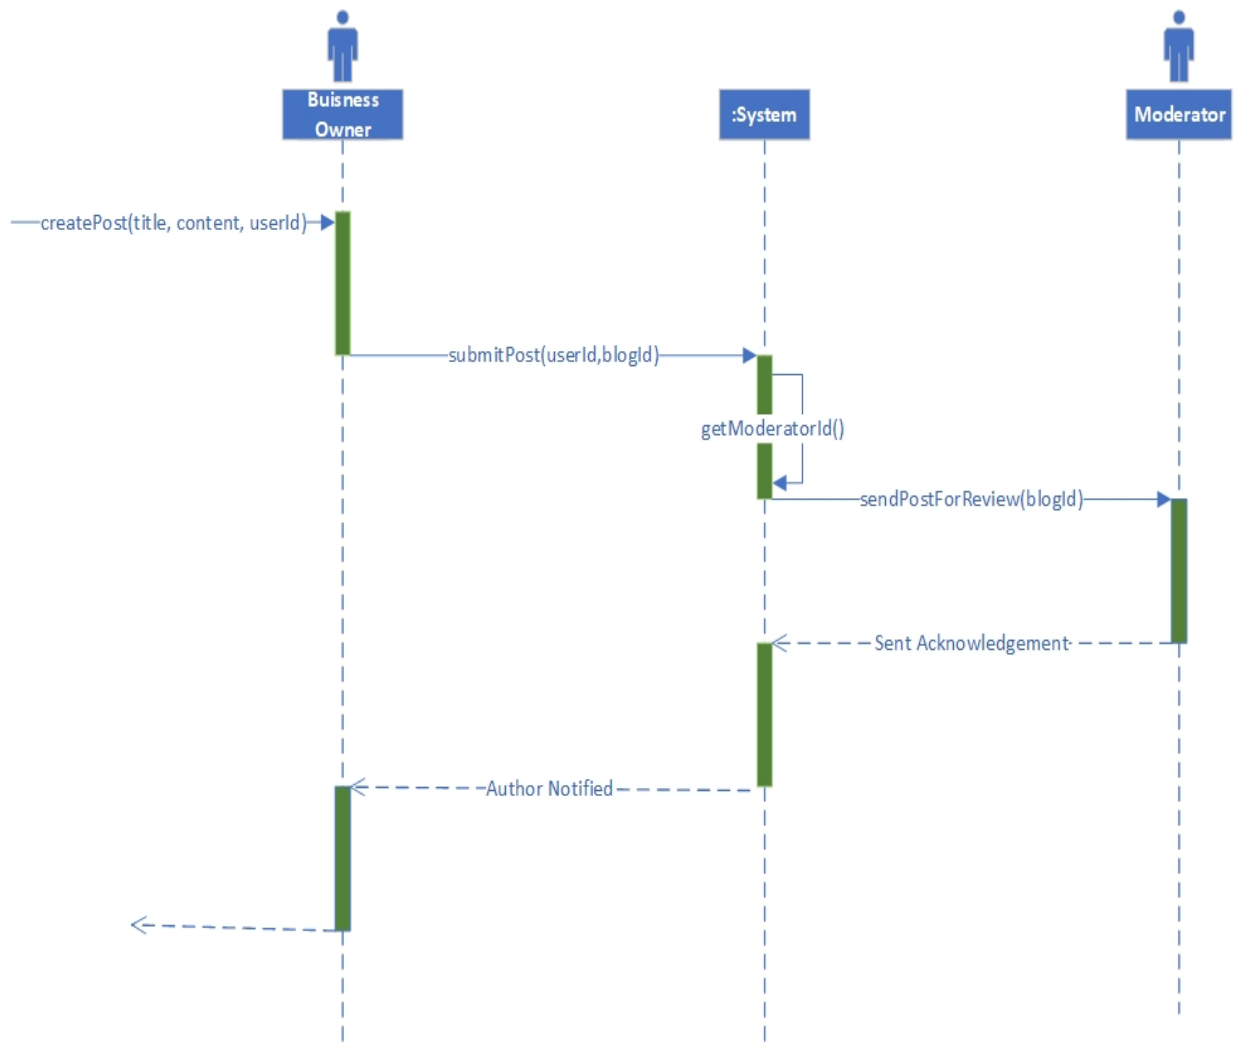 Buisness
Owner
:System
Moderator
createPost(title, content, userId)
submitPost(userId,blogId)
getModeratorId()
sendPostForReview(blogId)
Sent Acknowledgement
Author Notified